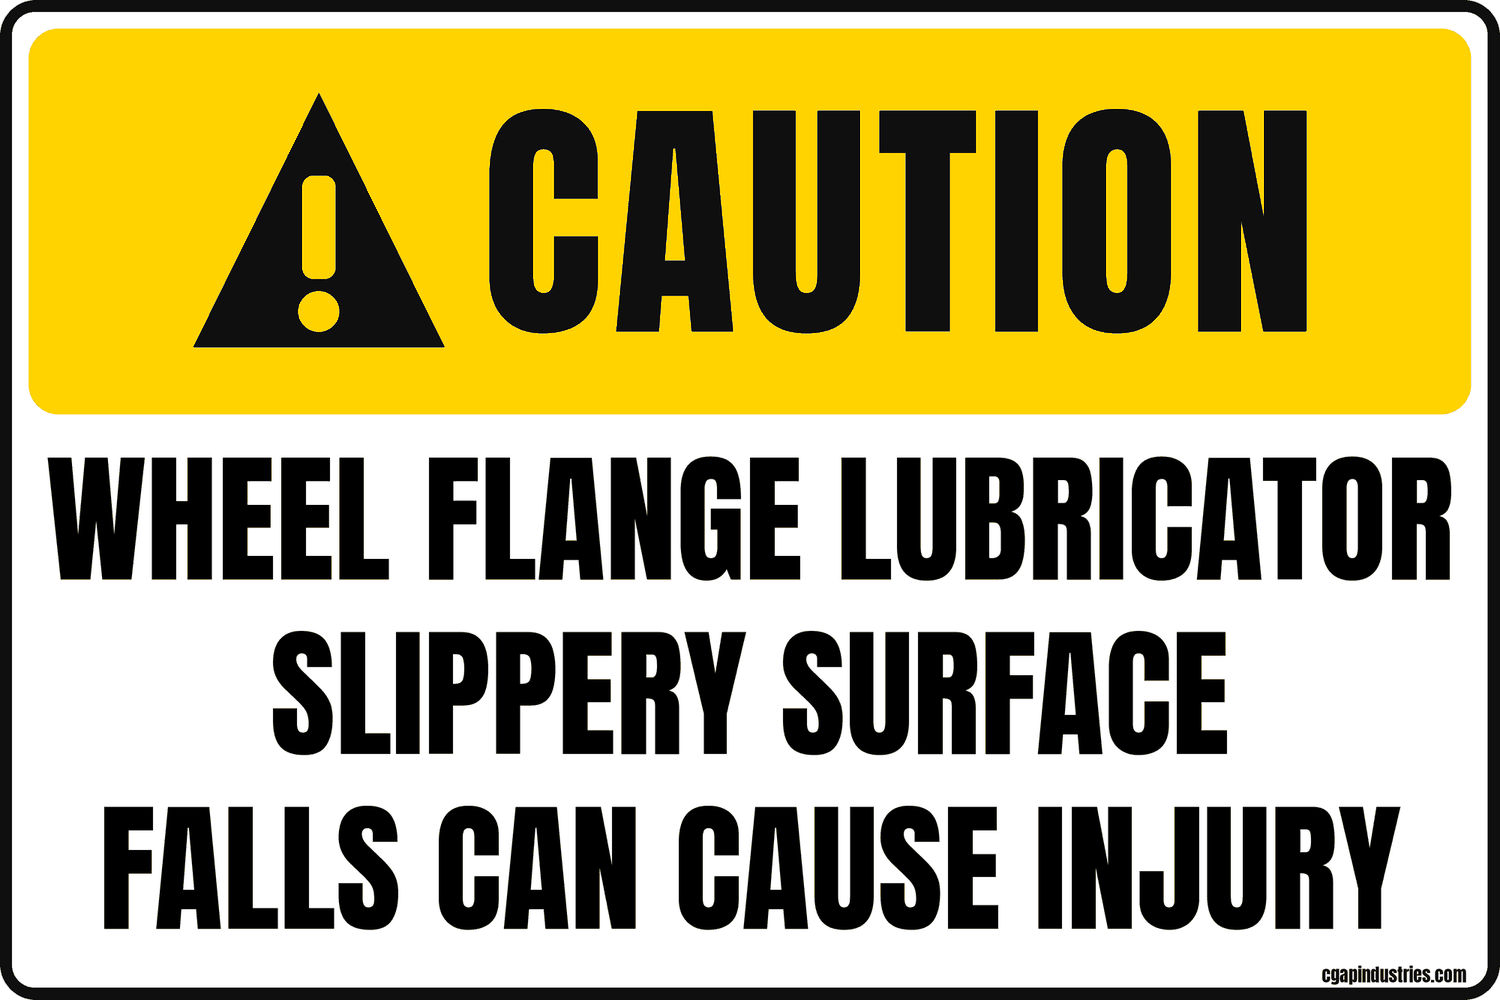 CAUTION
WHEEL FLANGE LUBRICATOR
SLIPPERY SURFACE
FALLS CAN CAUSE INJURY
cgapindustries.com